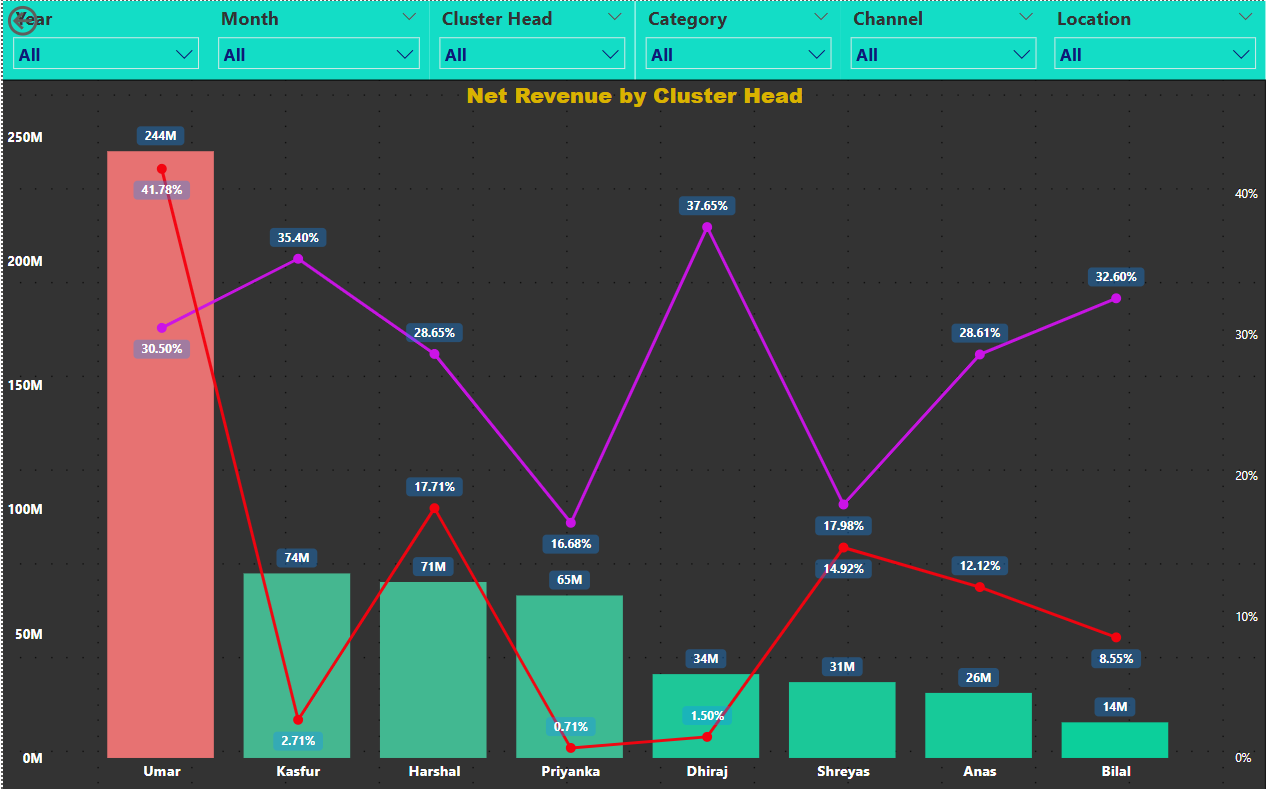 Year Month Cluster Head Category Channel Location
All All All All All All
Net Revenue by Cluster Head
250M 244M
41.78% 40%
37.65%
35.40%
200M 32.60%
28.65% 28.61% 30%
30.50%
150M
17.71% 20%
100M 17.98%
16.68%
74M 71M 14.92% 12.12%
65M
50M 10%
34M 31M 8.55%
26M
14M
1.50%
0.71%
2.71%
0M 0%
Umar Kasfur Harshal Priyanka Dhiraj Shreyas Anas Bilal